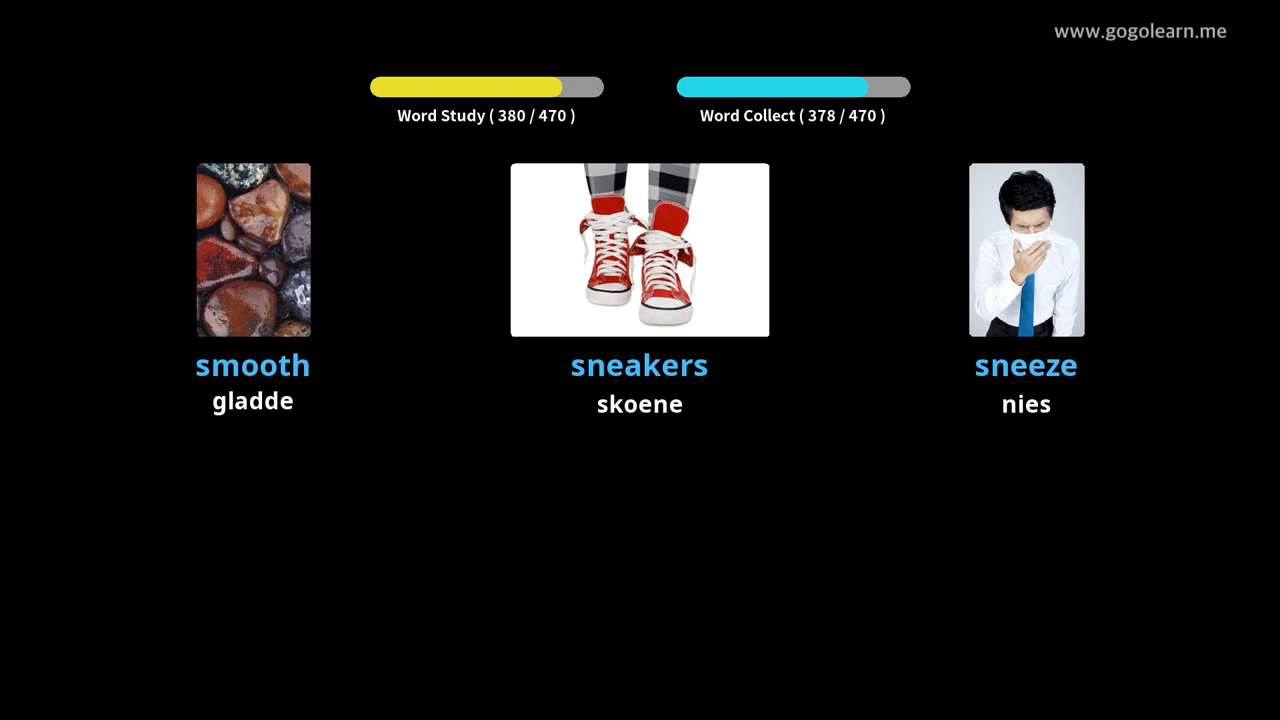 www.gogolearn.me
Word Study ( 380 / 470 )
Word Collect ( 378 / 470 )
smooth
gladde
sneakers
skoene
sneeze
nies